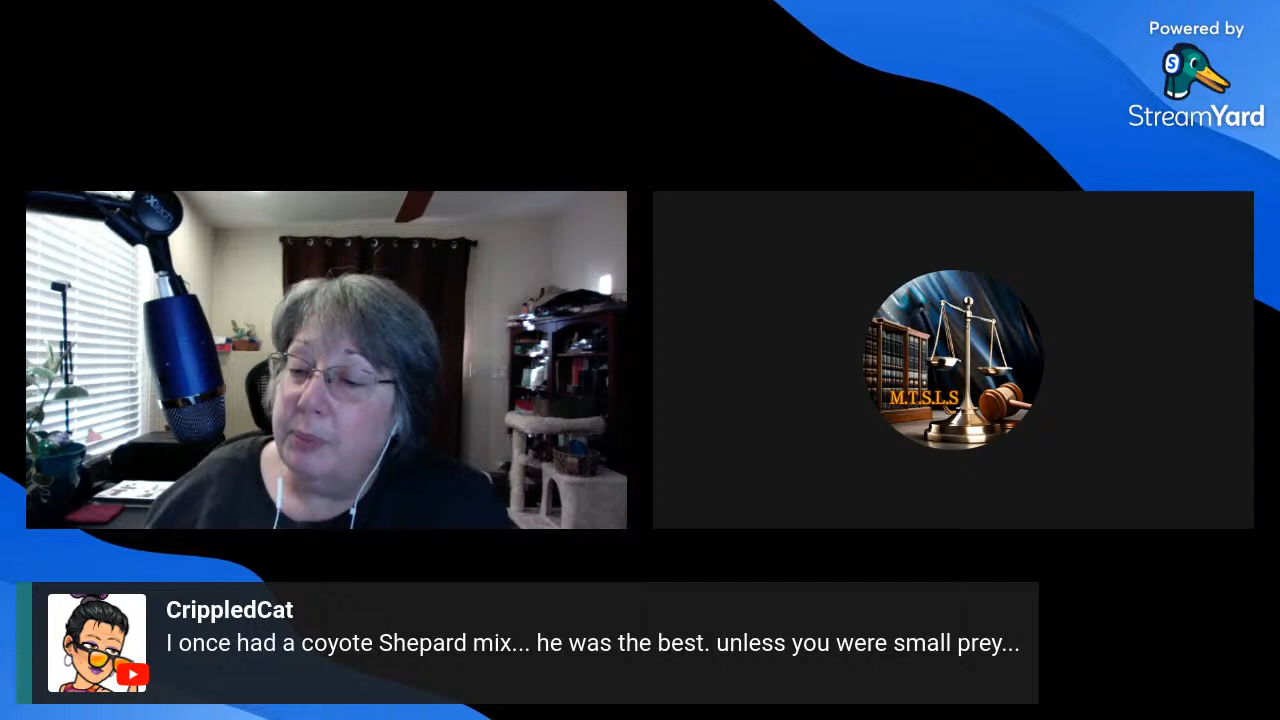 Powered by
S
StreamYard
M.T.S.L.S
CrippledCat
I once had a coyote Shepard mix... he was the best. unless you were small prey...